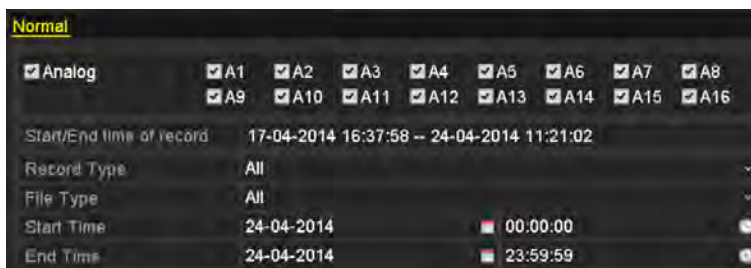 Normal
Analog A1 A2 A3 A4 A5 A6 A7 A8
A9 A10 A11 A12 A13 A14 A15 A16
Start/End time of record 17-04-2014 16:37:58 -- 24-04-2014 11:21:02
Record Type All
File Type All
Start Time 24-04-2014 00:00:00
End Time 24-04-2014 23:59:59